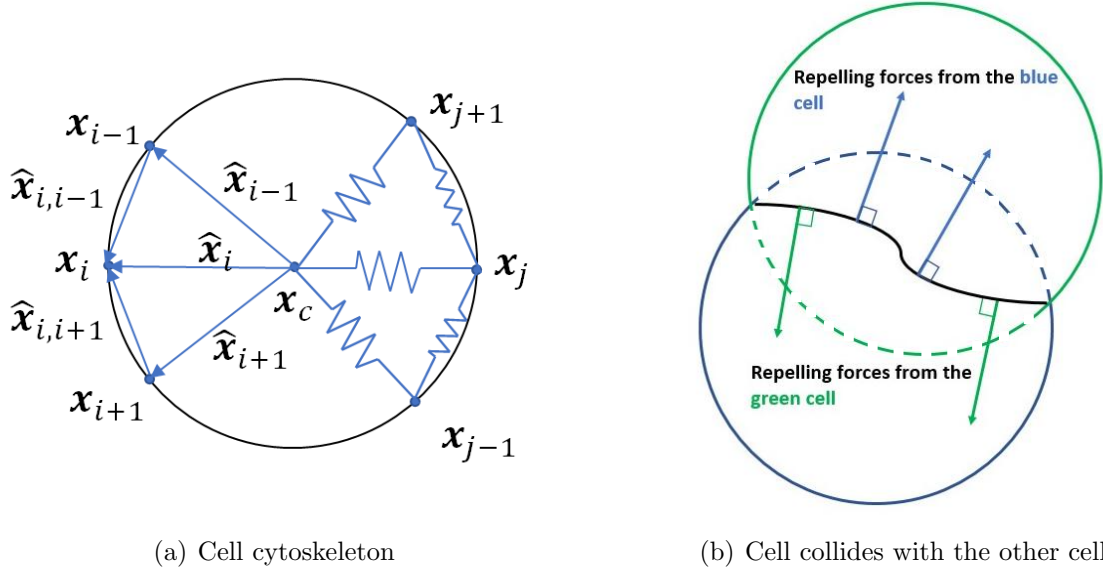 x_{i−1}
x_{j+1}
x̂_{i,i−1}
x̂_{i−1}
x_i
x̂_i
x_j
x_c
x̂_{i,i+1}
x̂_{i+1}
x_{i+1}
x_{j−1}
(a) Cell cytoskeleton
Repelling forces from the blue
cell
Repelling forces from the
green cell
(b) Cell collides with the other cell